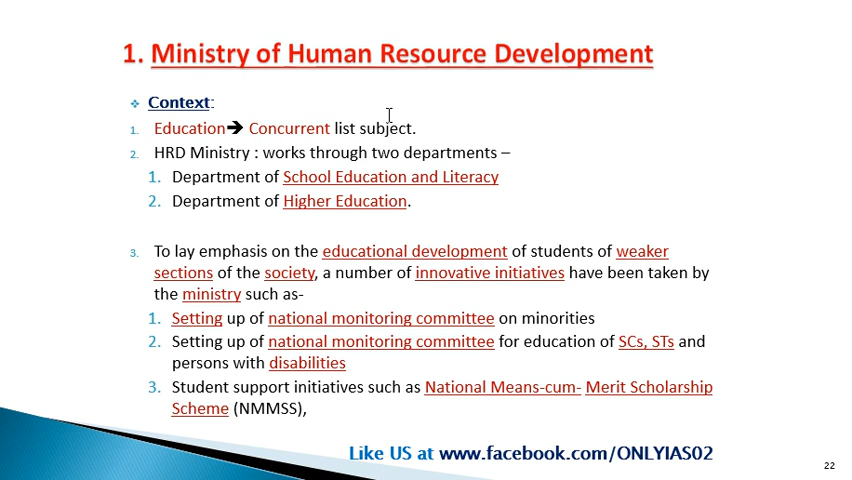 1. Ministry of Human Resource Development
❖ Context:
1. Education➔ Concurrent list subject.
2. HRD Ministry : works through two departments –
1. Department of School Education and Literacy
2. Department of Higher Education.
3. To lay emphasis on the educational development of students of weaker
sections of the society, a number of innovative initiatives have been taken by
the ministry such as-
1. Setting up of national monitoring committee on minorities
2. Setting up of national monitoring committee for education of SCs, STs and
persons with disabilities
3. Student support initiatives such as National Means-cum- Merit Scholarship
Scheme (NMMSS),
Like US at www.facebook.com/ONLYIAS02
22